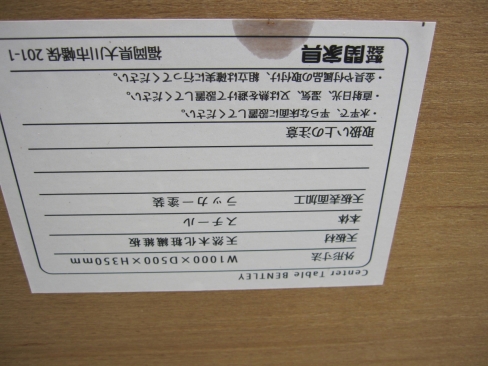 Center Table BENTLEY
外形寸法 W1000×D500×H350mm
天板材 天然木化粧繊維板
本体 スチール
天板表面加工 ラッカー塗装
取扱い上の注意
・水平で、平らな床面に設置してください。
・直射日光、湿気、又は熱を避けて設置してください。
・金具や付属品の取付け、組立は確実に行ってください。
関家具 福岡県大川市幡保 201-1